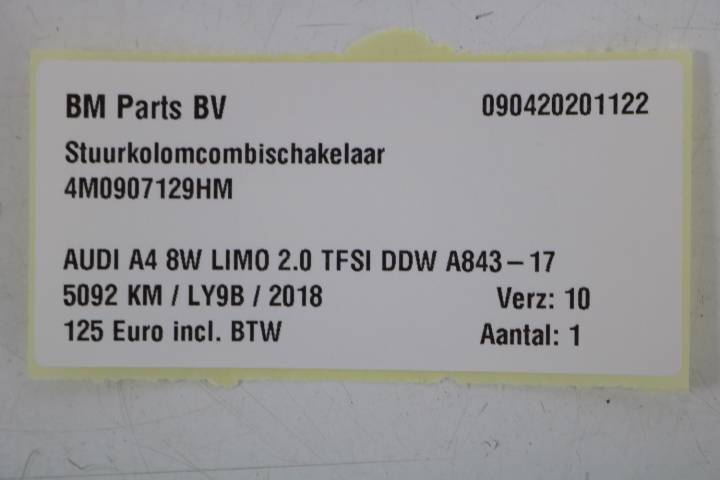 BM Parts BV 090420201122
Stuurkolomcombischakelaar
4M0907129HM
AUDI A4 8W LIMO 2.0 TFSI DDW A843-17
5092 KM / LY9B / 2018 Verz: 10
125 Euro incl. BTW Aantal: 1